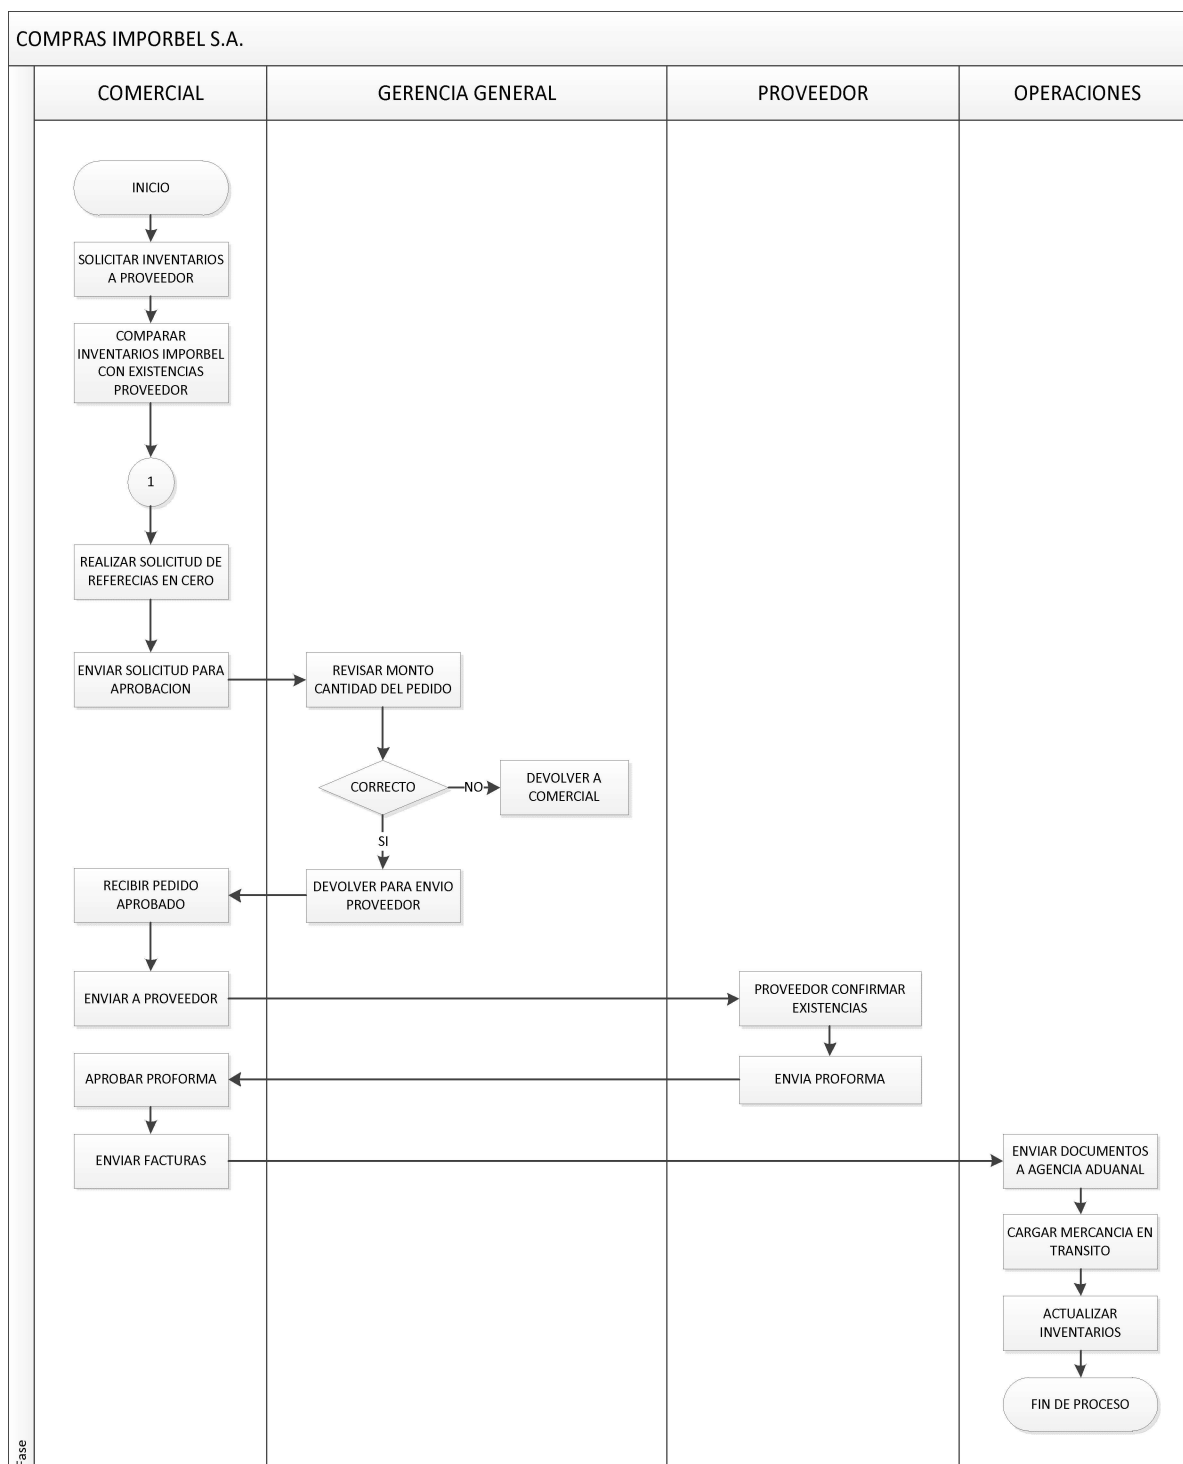 COMPRAS IMPORBEL S.A.
COMERCIAL
GERENCIA GENERAL
PROVEEDOR
OPERACIONES
INICIO
SOLICITAR INVENTARIOS
A PROVEEDOR
COMPARAR
INVENTARIOS IMPORBEL
CON EXISTENCIAS
PROVEEDOR
1
REALIZAR SOLICITUD DE
REFERECIAS EN CERO
ENVIAR SOLICITUD PARA
APROBACION
REVISAR MONTO
CANTIDAD DEL PEDIDO
CORRECTO
NO
DEVOLVER A
COMERCIAL
SI
DEVOLVER PARA ENVIO
PROVEEDOR
RECIBIR PEDIDO
APROBADO
ENVIAR A PROVEEDOR
PROVEEDOR CONFIRMAR
EXISTENCIAS
ENVIA PROFORMA
APROBAR PROFORMA
ENVIAR FACTURAS
ENVIAR DOCUMENTOS
A AGENCIA ADUANAL
CARGAR MERCANCIA EN
TRANSITO
ACTUALIZAR
INVENTARIOS
FIN DE PROCESO
Fase